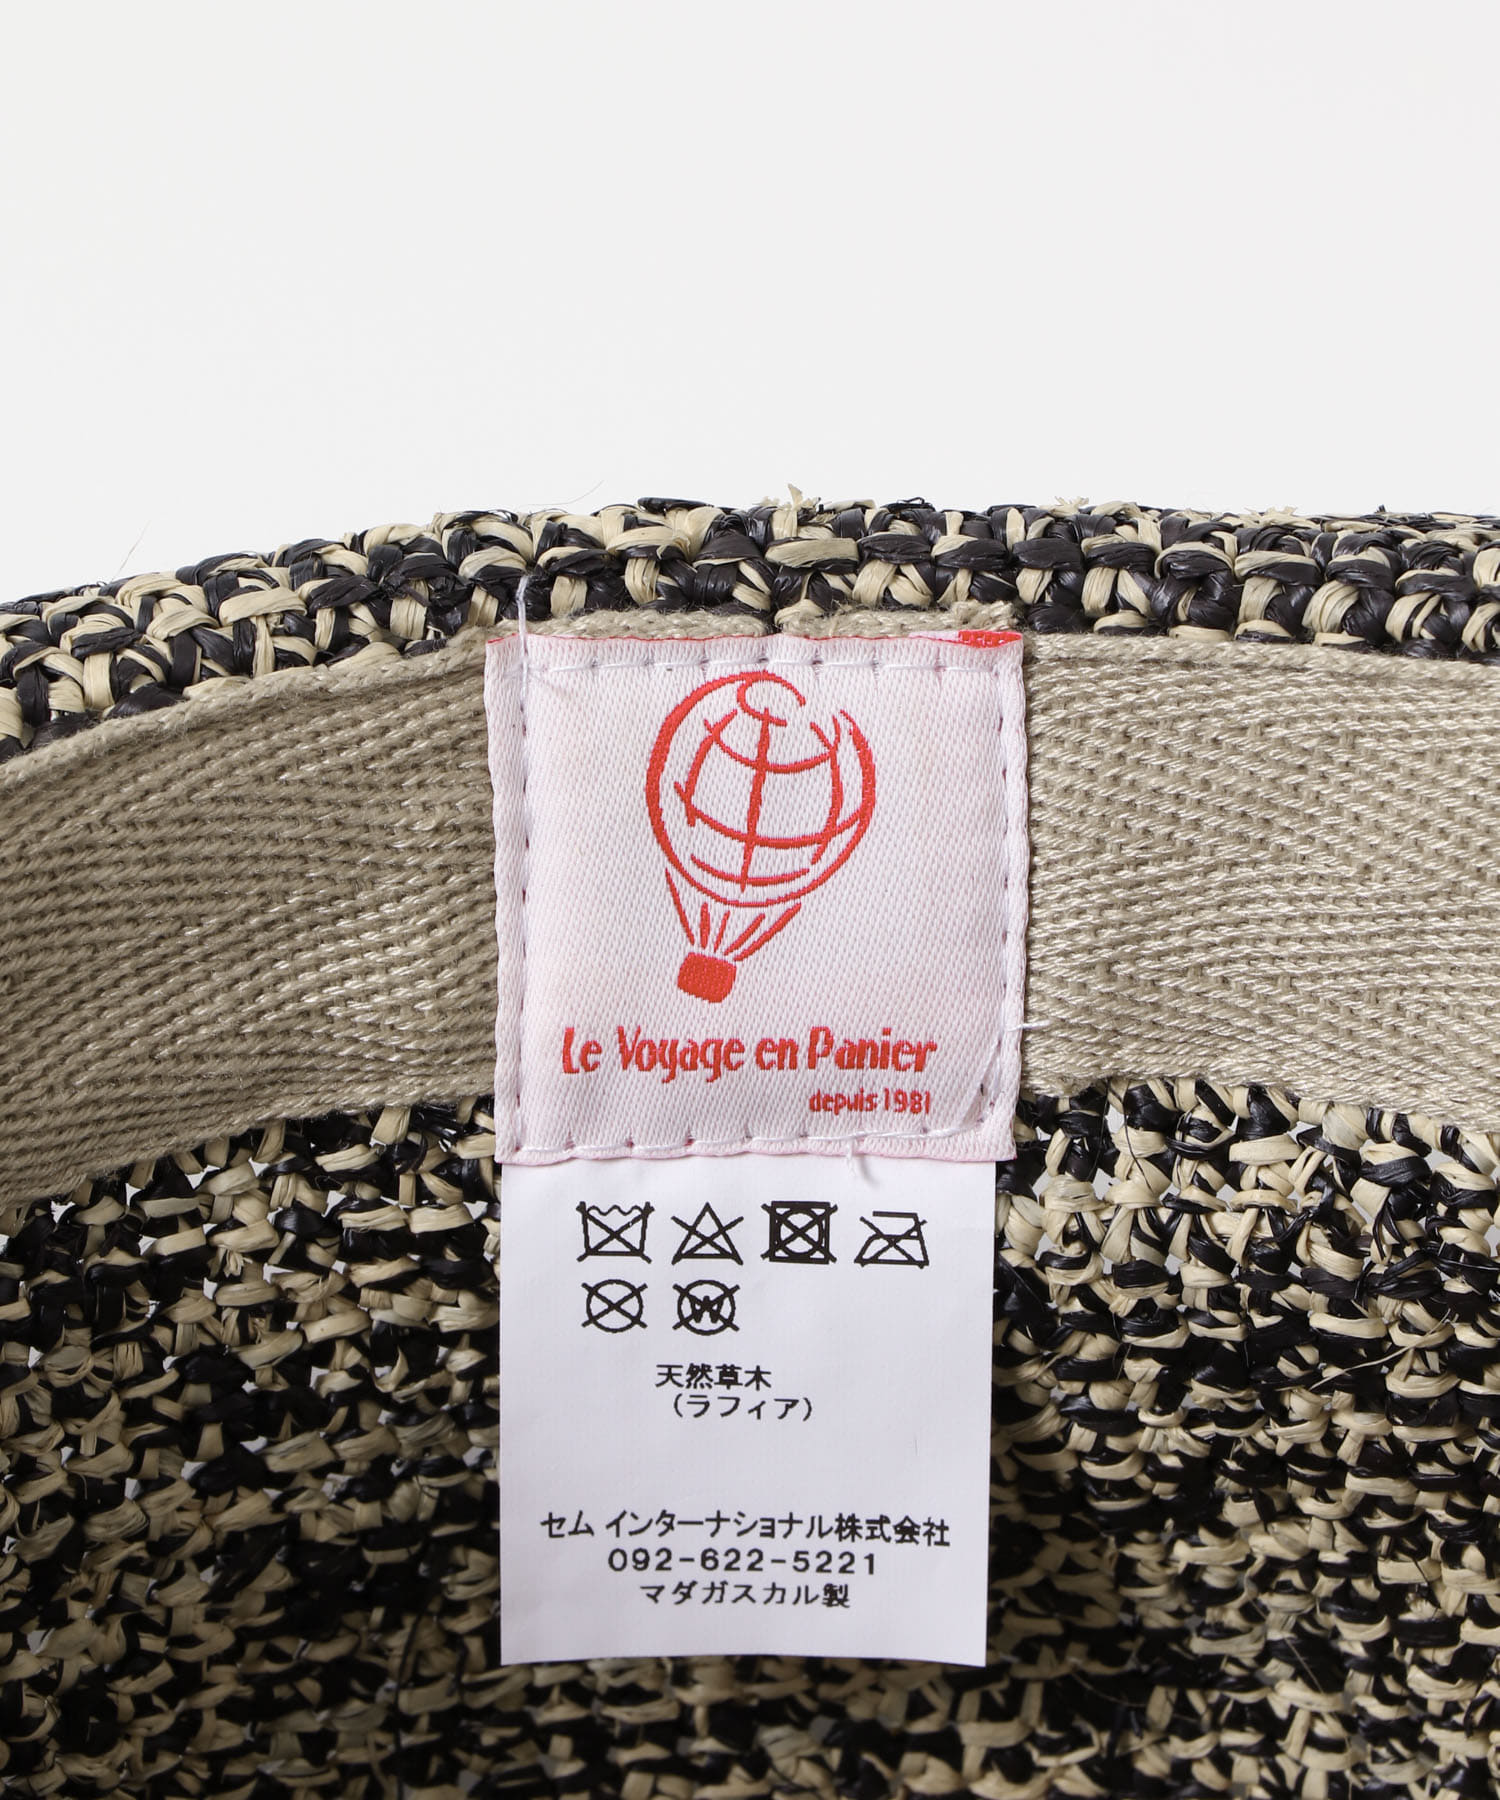 Le Voyage en Panier
depuis 1981
W
天然草木
（ラフィア）
セム インターナショナル株式会社
092-622-5221
マダガスカル製